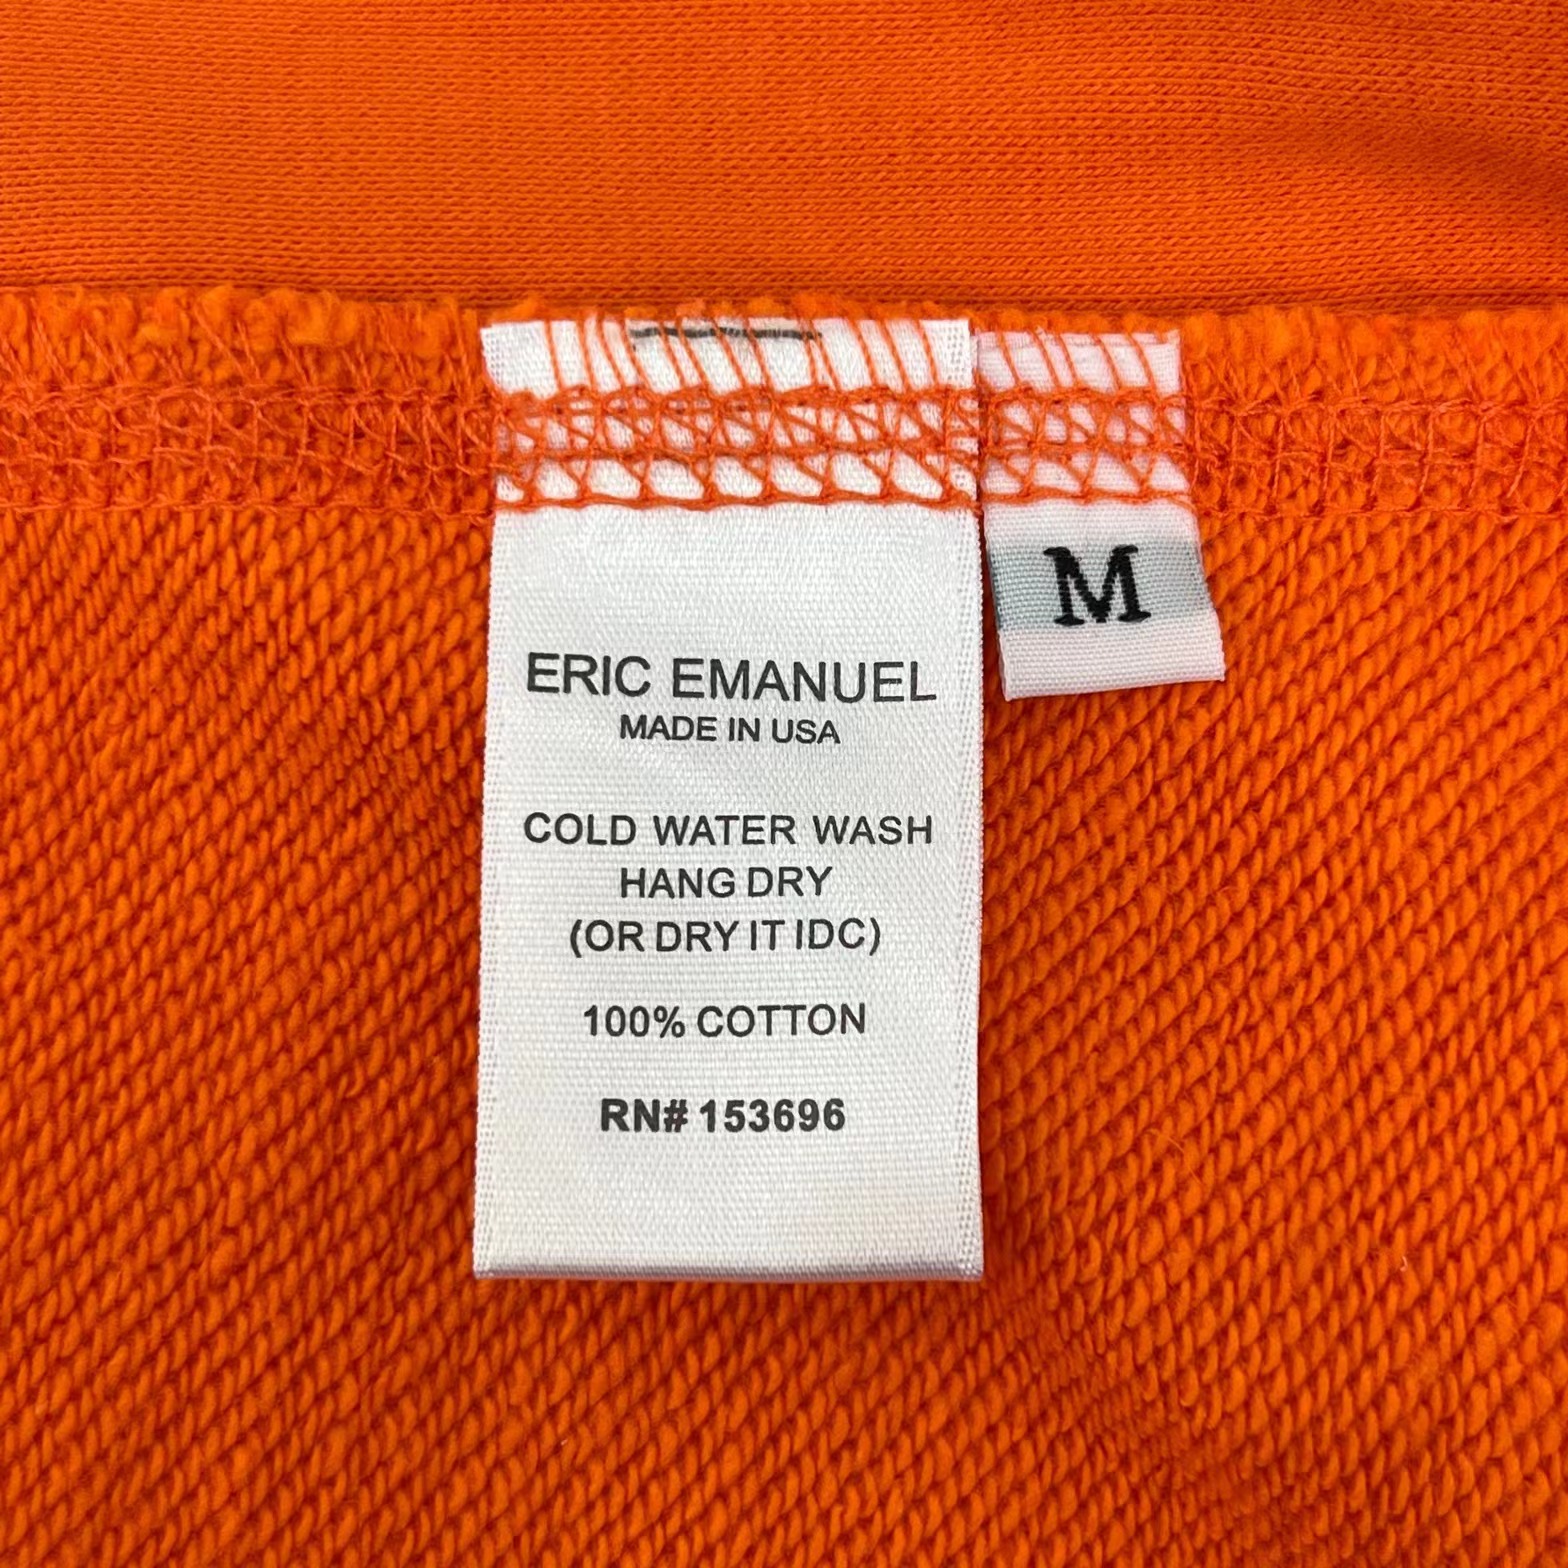 ERIC EMANUEL
MADE IN USA
COLD WATER WASH
HANG DRY
(OR DRY IT IDC)
100% COTTON
RN# 153696
M